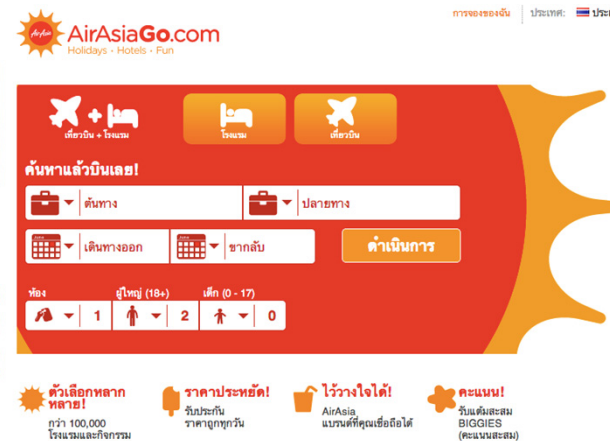 การจองของฉัน
ประเทศ:
AirAsia
AirAsiaGo.com
Holidays · Hotels · Fun
เที่ยวบิน + โรงแรม
โรงแรม
เที่ยวบิน
ค้นหาแล้วบินเลย!
ต้นทาง
ปลายทาง
เดินทางออก
ขากลับ
ดำเนินการ
ห้อง
ผู้ใหญ่ (18+)
เด็ก (0 - 17)
1
2
0
ตัวเลือกหลาก
หลาย!
กว่า 100,000
โรงแรมและกิจกรรม
ราคาประหยัด!
รับประกัน
ราคาถูกทุกวัน
ไว้วางใจได้!
AirAsia
แบรนด์ที่คุณเชื่อถือได้
คะแนน!
รับแต้มสะสม
BIGGIES
(คะแนนสะสม)